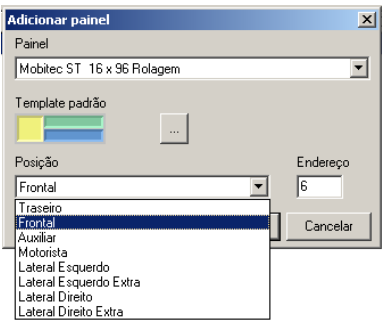 Adicionar painel
Painel
Mobitec ST 16 x 96 Rolagem
Template padrão
...
Posição
Endereço
Frontal
6
Traseiro
Frontal
Auxiliar
Motorista
Lateral Esquerdo
Lateral Esquerdo Extra
Lateral Direito
Lateral Direito Extra
Cancelar